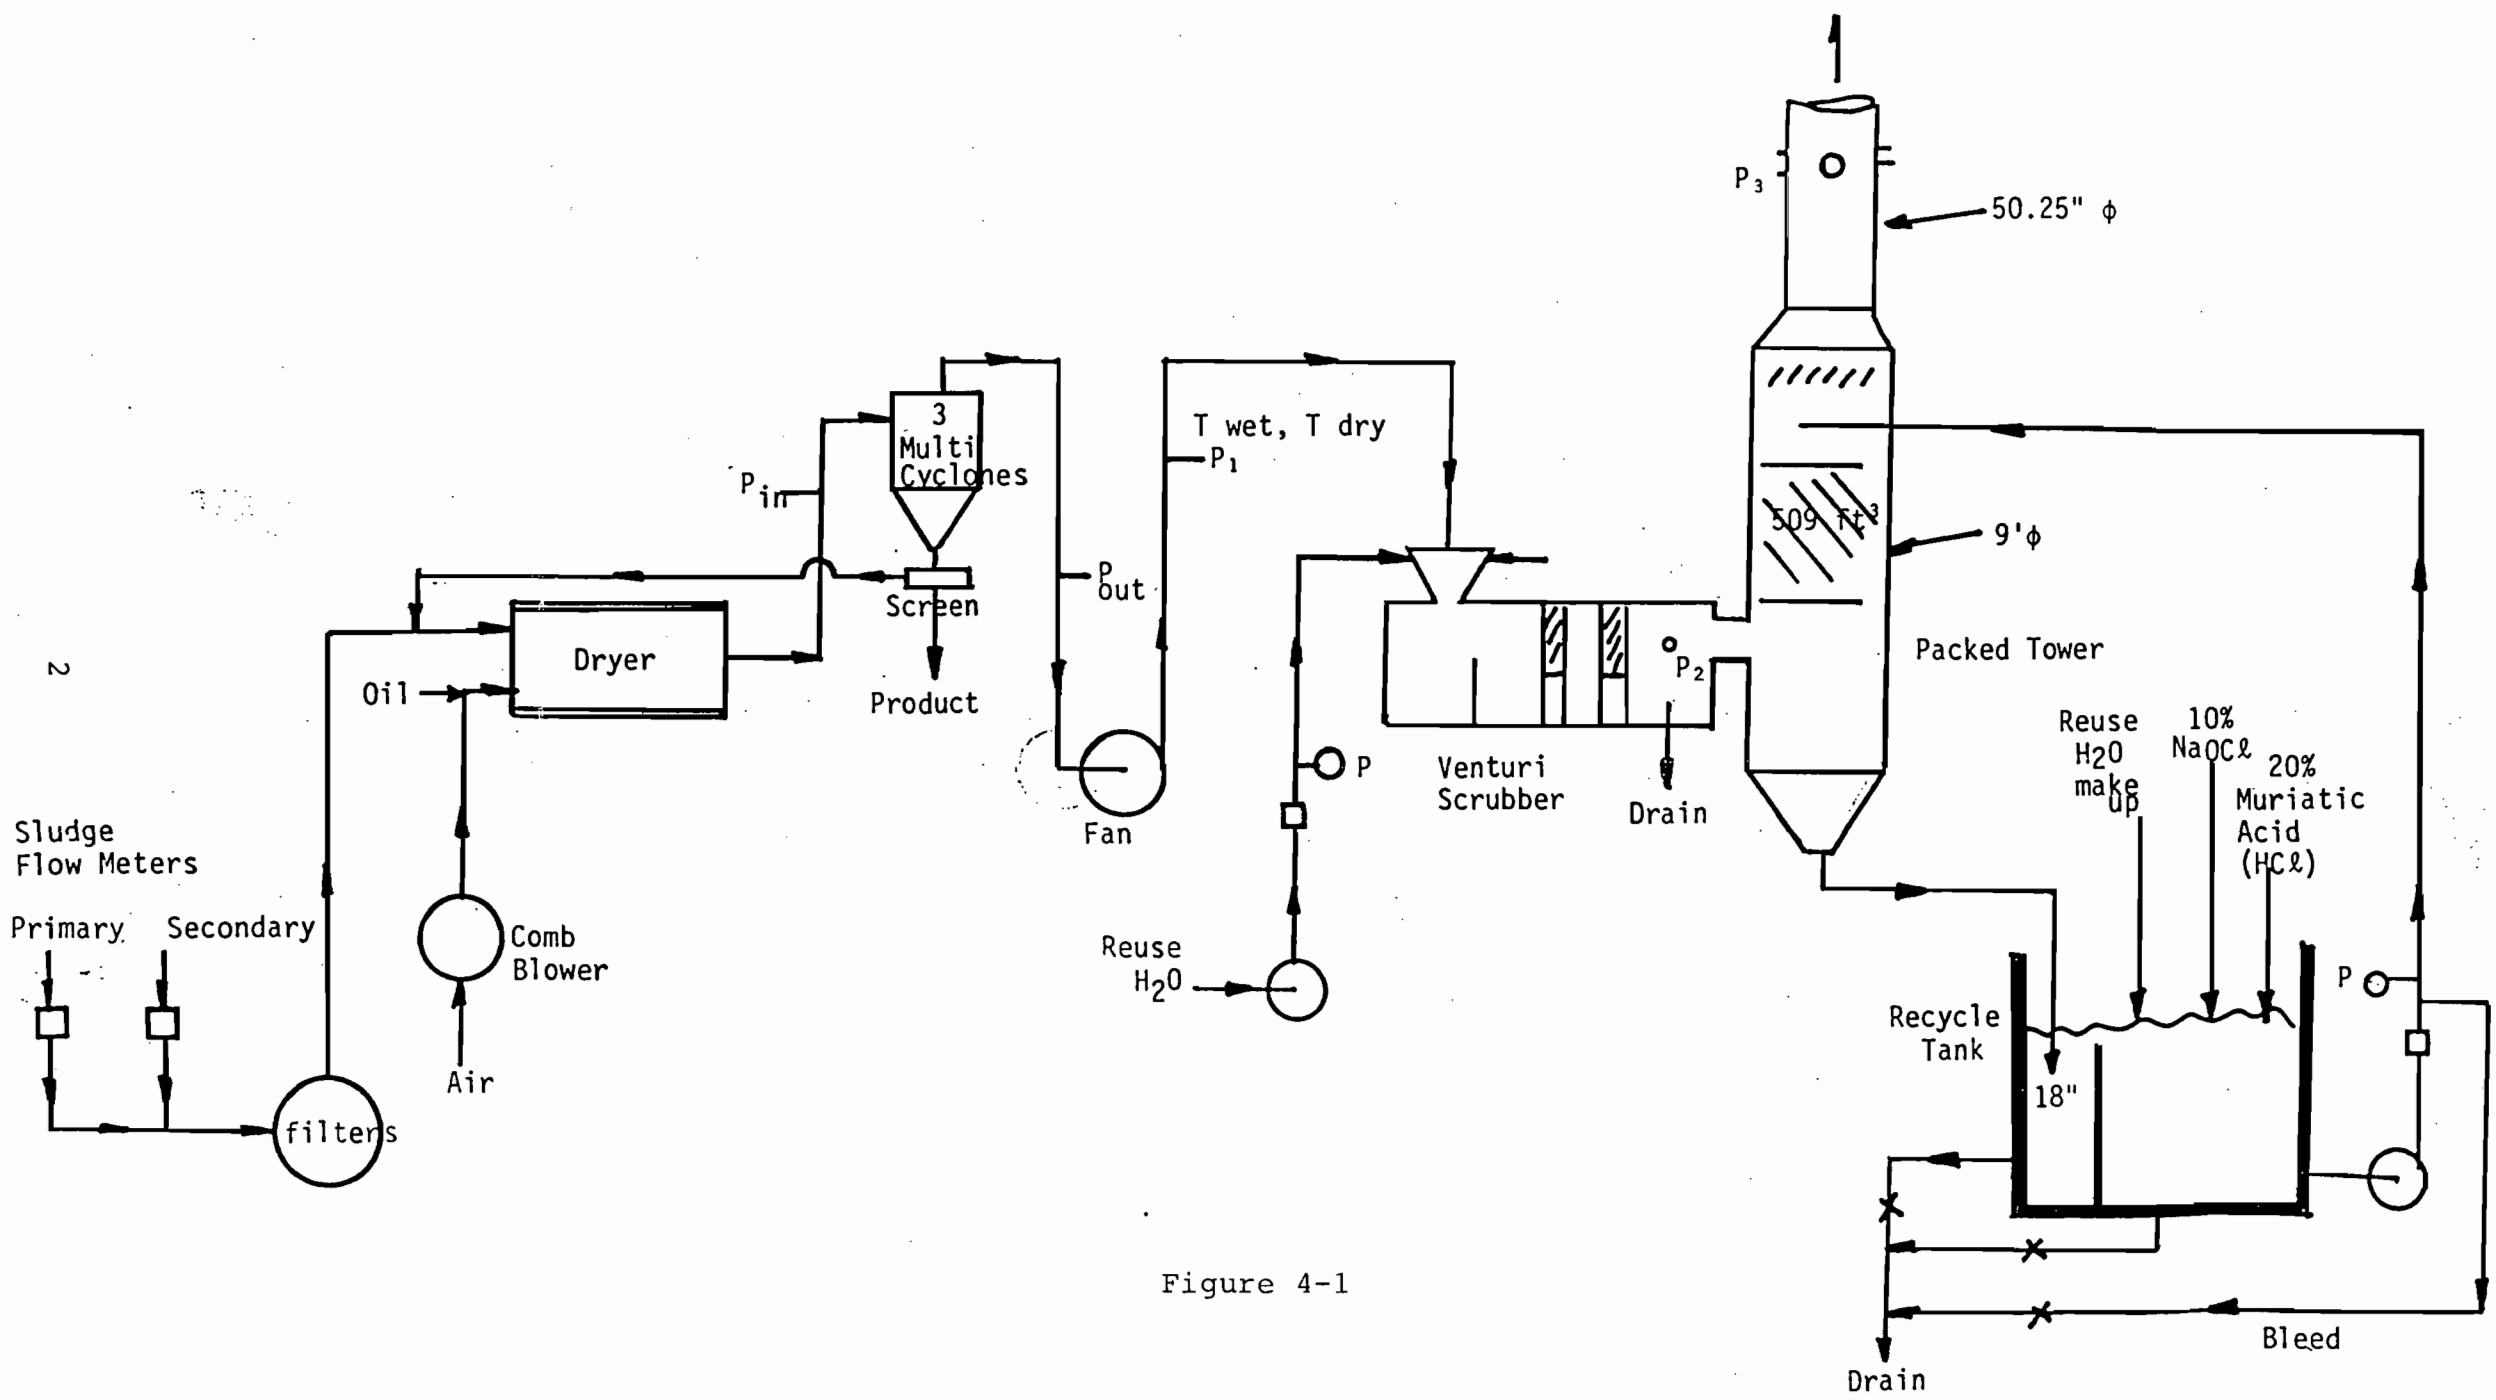 P3
50.25" ϕ
3
Multi
Cyclones
T wet, T dry
P1
Pin
509 ft³
9'ϕ
P
out
Screen
Dryer
Packed Tower
2
P2
Oil
Product
Reuse
H2O
make
up
10%
NaOCℓ
20%
Muriatic
Acid
(HCℓ)
P
Venturi
Scrubber
Drain
Fan
Sludge
Flow Meters
Primary
Secondary
Comb
Blower
Reuse
H2O
P
Recycle
Tank
Air
18"
filters
Figure 4-1
Bleed
Drain